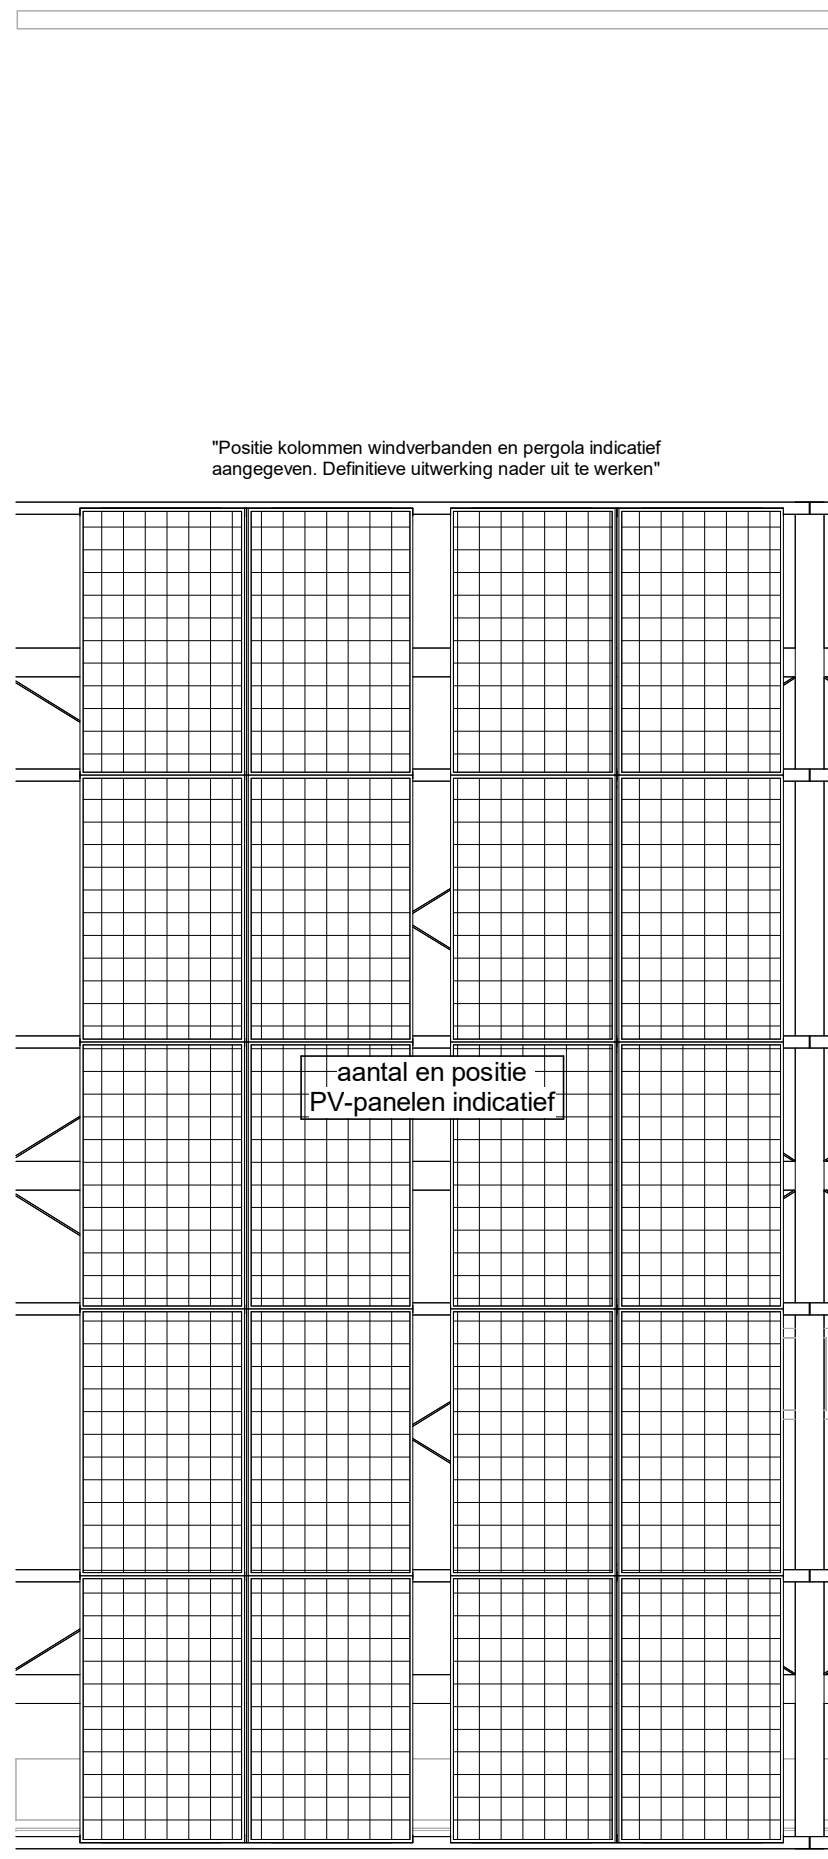 "Positie kolommen windverbanden en pergola indicatief
aangegeven. Definitieve uitwerking nader uit te werken"
aantal en positie
PV-panelen indicatief